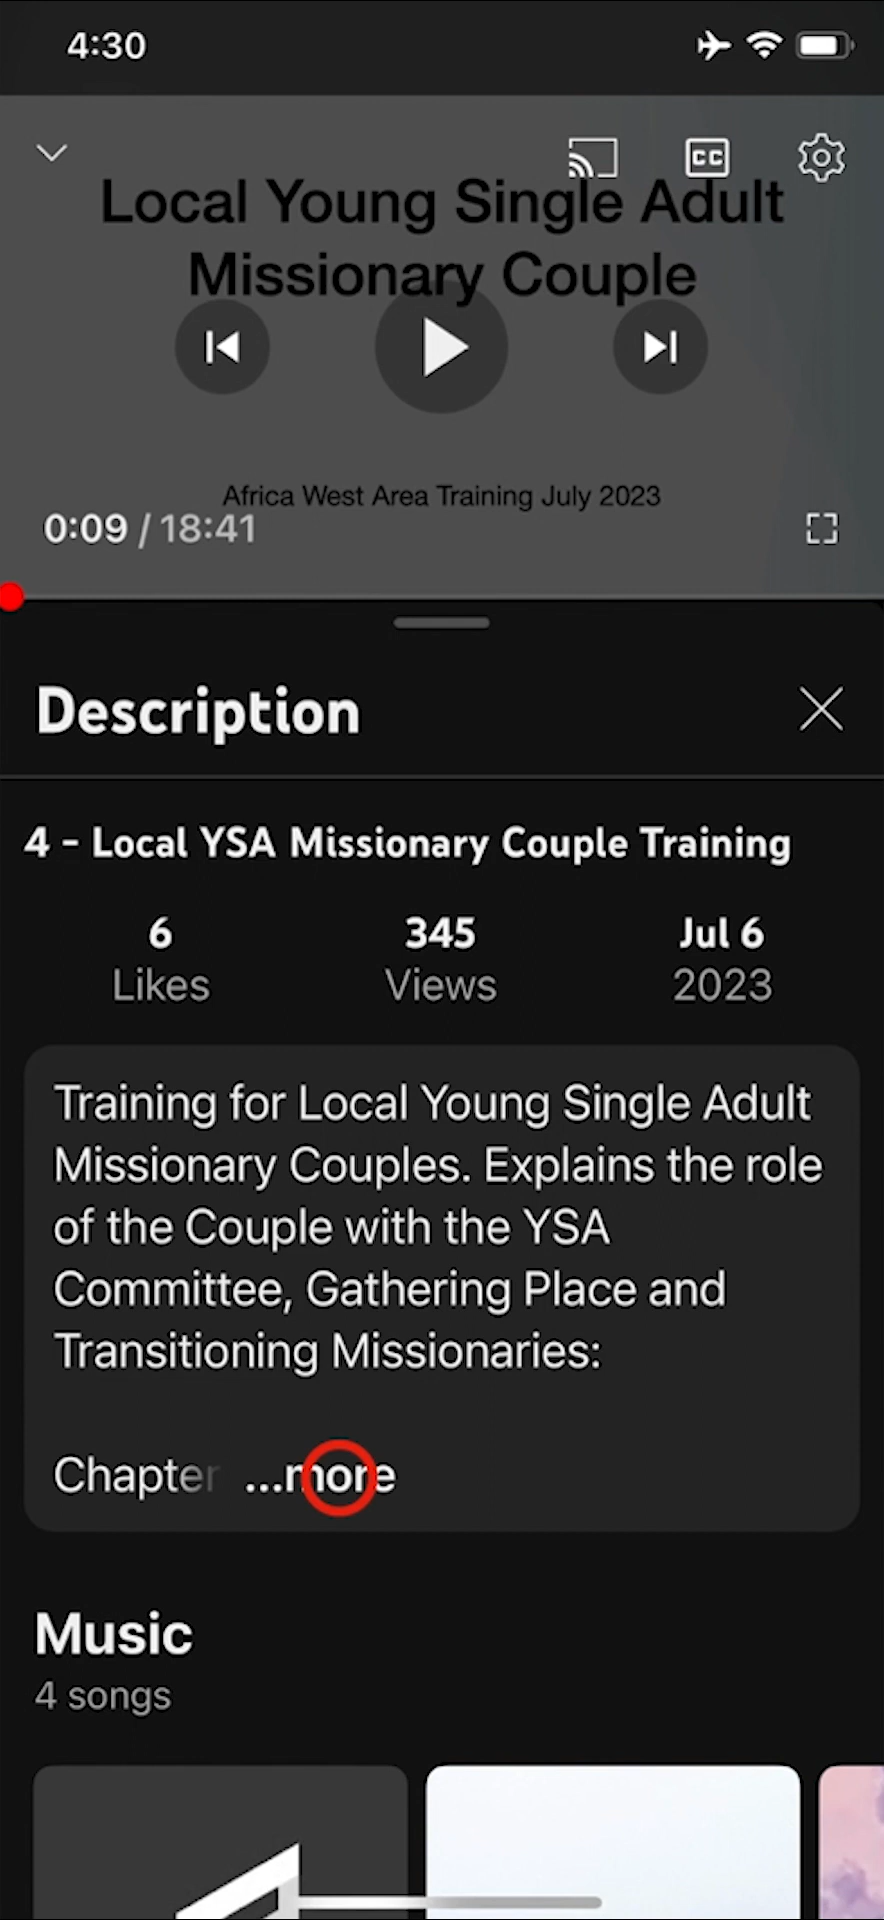 4:30
CC
Local Young Single Adult
Missionary Couple
Africa West Area Training July 2023
0:09 / 18:41
Description
4 - Local YSA Missionary Couple Training
6 345 Jul 6
Likes Views 2023
Training for Local Young Single Adult
Missionary Couples. Explains the role
of the Couple with the YSA
Committee, Gathering Place and
Transitioning Missionaries:
Chapter ...more
Music
4 songs